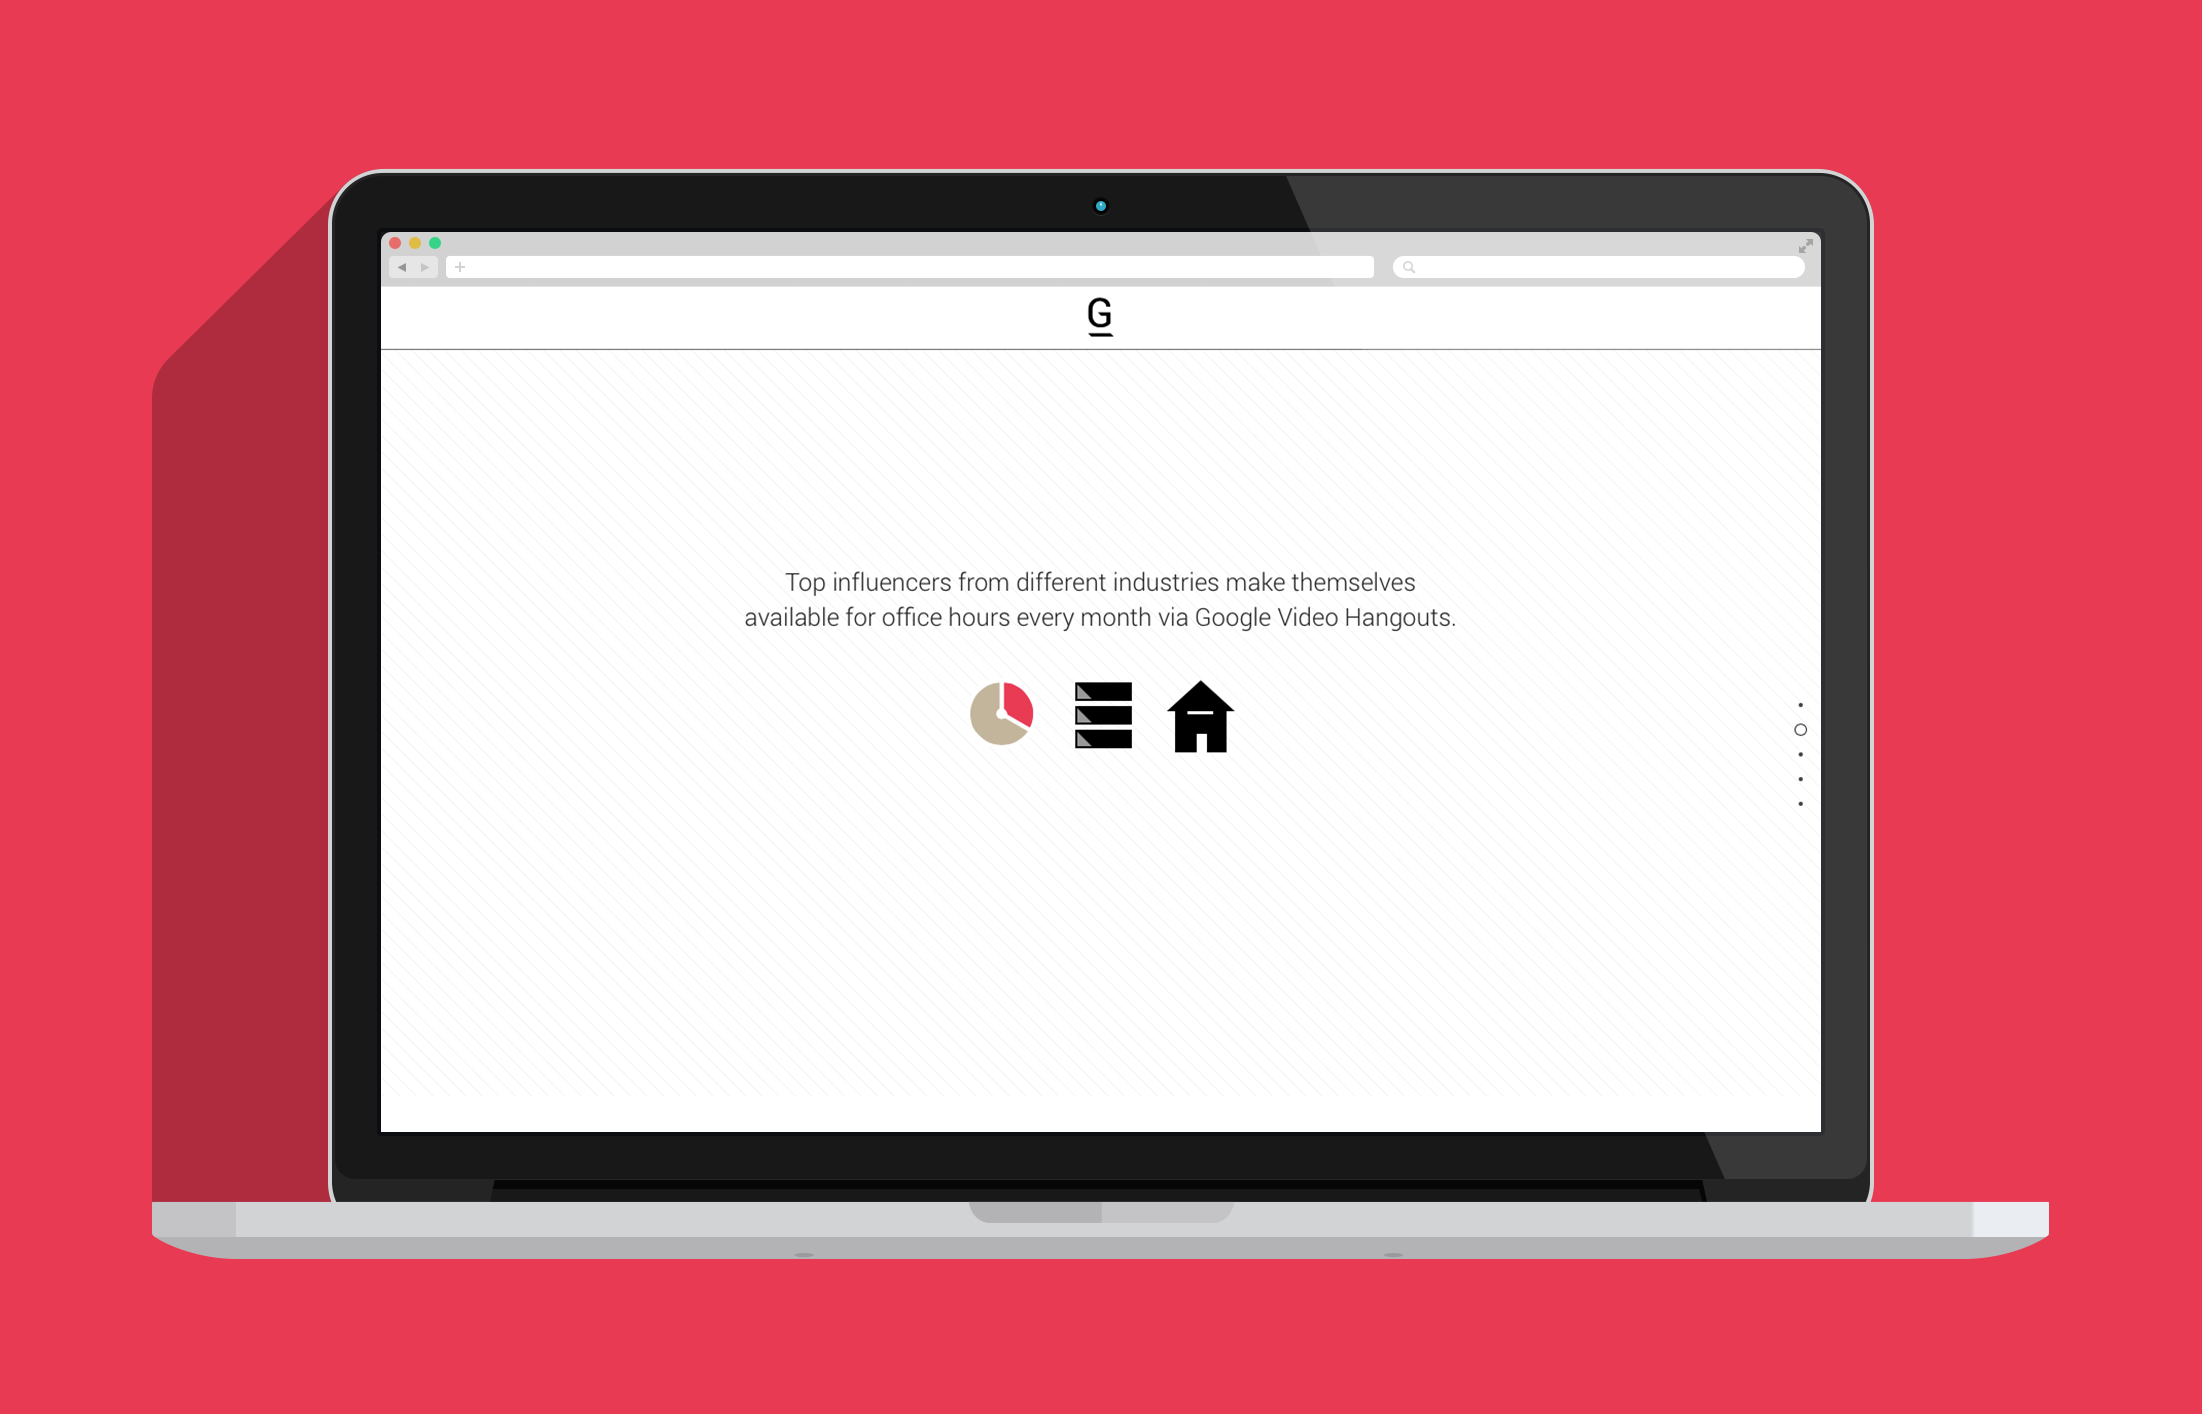 G
Top influencers from different industries make themselves
available for office hours every month via Google Video Hangouts.